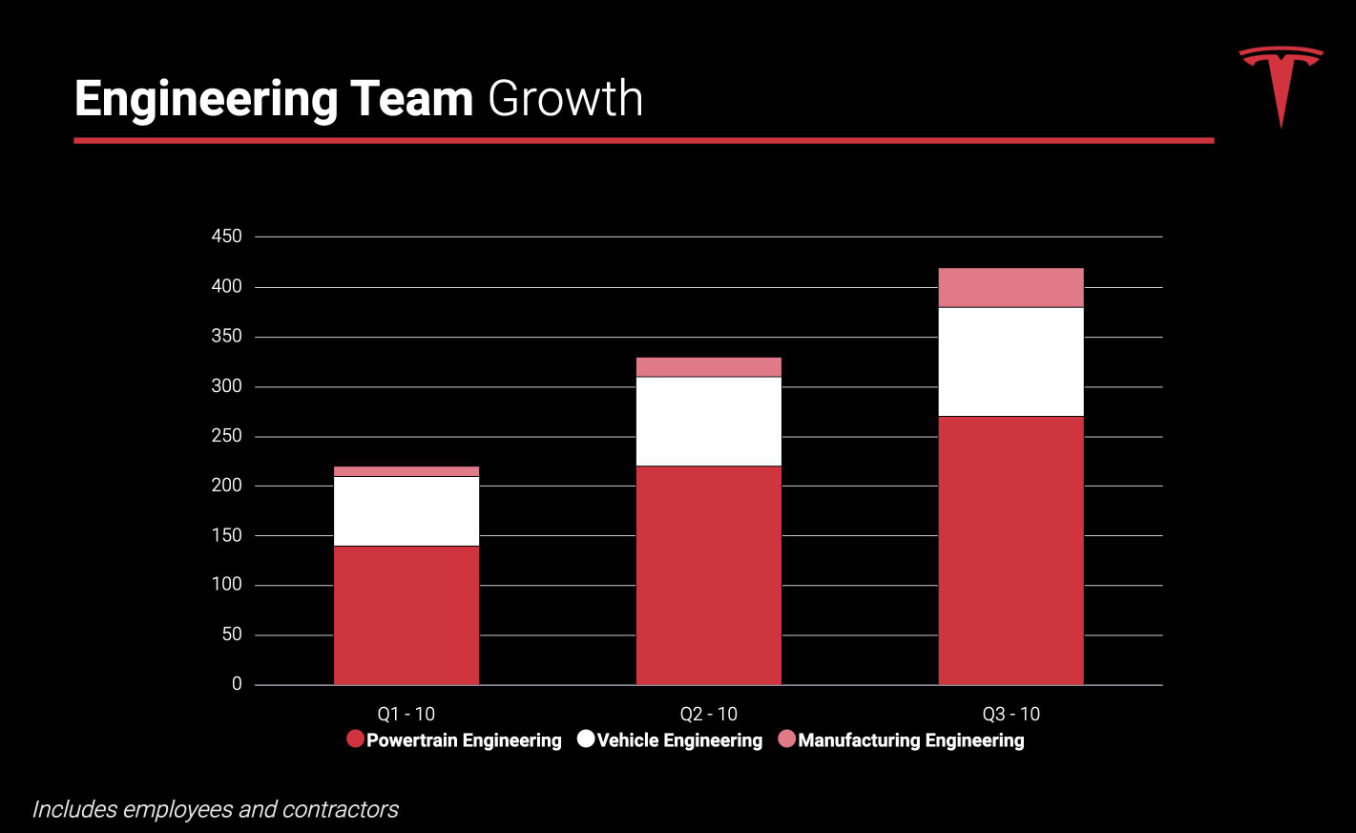 Engineering Team Growth
450
400
350
300
250
200
150
100
50
0
Q1 - 10 Q2 - 10 Q3 - 10
Powertrain Engineering Vehicle Engineering Manufacturing Engineering
Includes employees and contractors